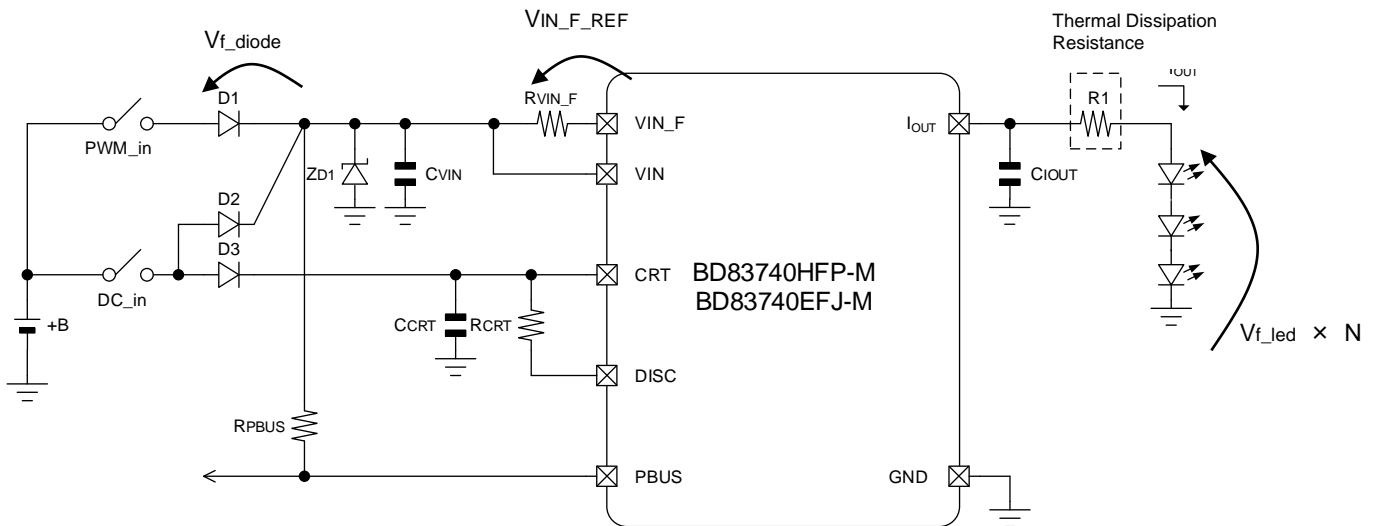 VIN_F_REF
Thermal Dissipation
Resistance
Vf_diode
D1
RVIN_F
R1
IOUT
PWM_in
ZD1
CVIN
VIN_F
VIN
IOUT
CIOUT
D2
D3
DC_in
CRT
BD83740HFP-M
BD83740EFJ-M
+B
CCRT
RCRT
Vf_led × N
DISC
RPBUS
PBUS
GND